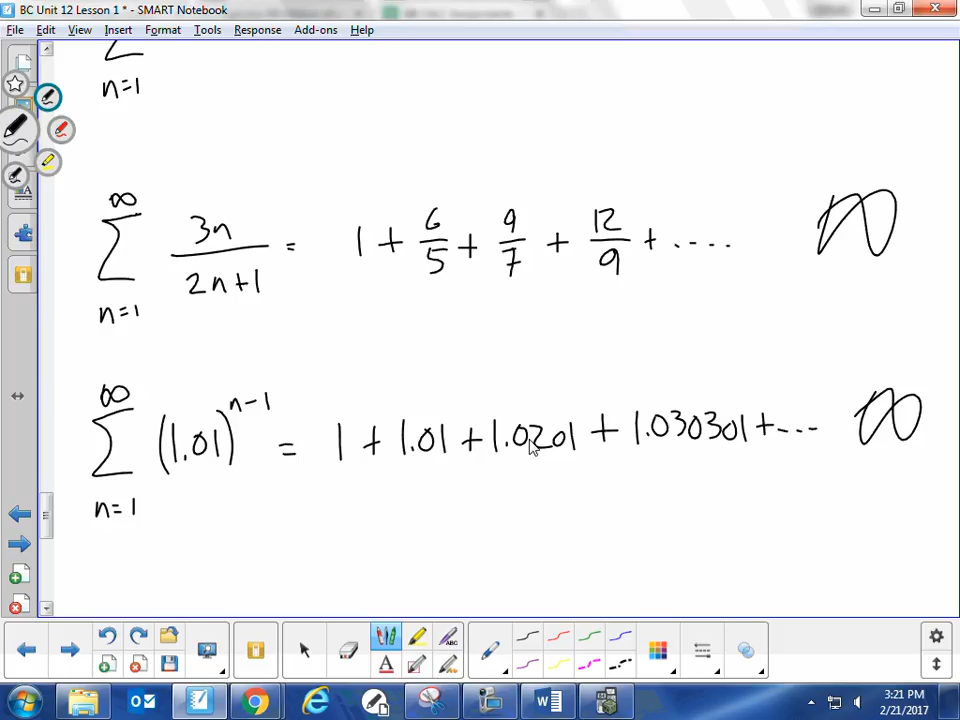 BC Unit 12 Lesson 1 * - SMART Notebook
File Edit View Insert Format Tools Response Add-ons Help
n=1
∞
∑ 3n/(2n+1) = 1 + 6/5 + 9/7 + 12/9 + .... ∞
n=1
∞
∑ (1.01)^(n-1) = 1 + 1.01 + 1.0201 + 1.030301 + ... ∞
n=1
3:21 PM
2/21/2017